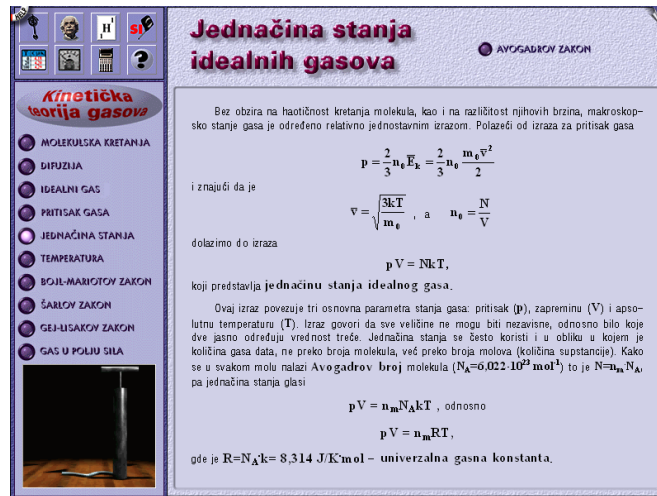 HELP
H
SI
Kinetička
teorija gasova
MOLEKULSKA KRETANJA
DIFUZIJA
IDEALNI GAS
PRITISAK GASA
JEDNAČINA STANJA
TEMPERATURA
BOJL-MARIOTOV ZAKON
ŠARLOV ZAKON
GEJ-LISAKOV ZAKON
GAS U POLJU SILA
Jednačina stanja
idealnih gasova
AVOGADROV ZAKON
Bez obzira na haotičnost kretanja molekula, kao i na različitost njihovih brzina, makroskop-
sko stanje gasa je određeno relativno jednostavnim izrazom. Polazeći od izraza za pritisak gasa
p = 2/3 n₀ E̅ₖ = 2/3 n₀ m₀v̅²/2
i znajući da je
v̅ = √(3kT/m₀) , a n₀ = N/V
dolazimo do izraza
pV = NkT,
koji predstavlja jednačinu stanja idealnog gasa.
Ovaj izraz povezuje tri osnovna parametra stanja gasa: pritisak (p), zapreminu (V) i apso-
lutnu temperaturu (T). Izraz govori da sve veličine ne mogu biti nezavisne, odnosno bilo koje
dve jasno određuju vrednost treće. Jednačina stanja se često koristi i u obliku u kojem je
količina gasa data, ne preko broja molekula, već preko broja molova (količina supstancije). Kako
se u svakom molu nalazi Avogadrov broj molekula (N_A=6,022·10²³ mol⁻¹) to je N=nₘ·N_A,
pa jednačina stanja glasi
pV = nₘN_AkT , odnosno
pV = nₘRT,
gde je R=N_A·k= 8,314 J/K·mol – univerzalna gasna konstanta.